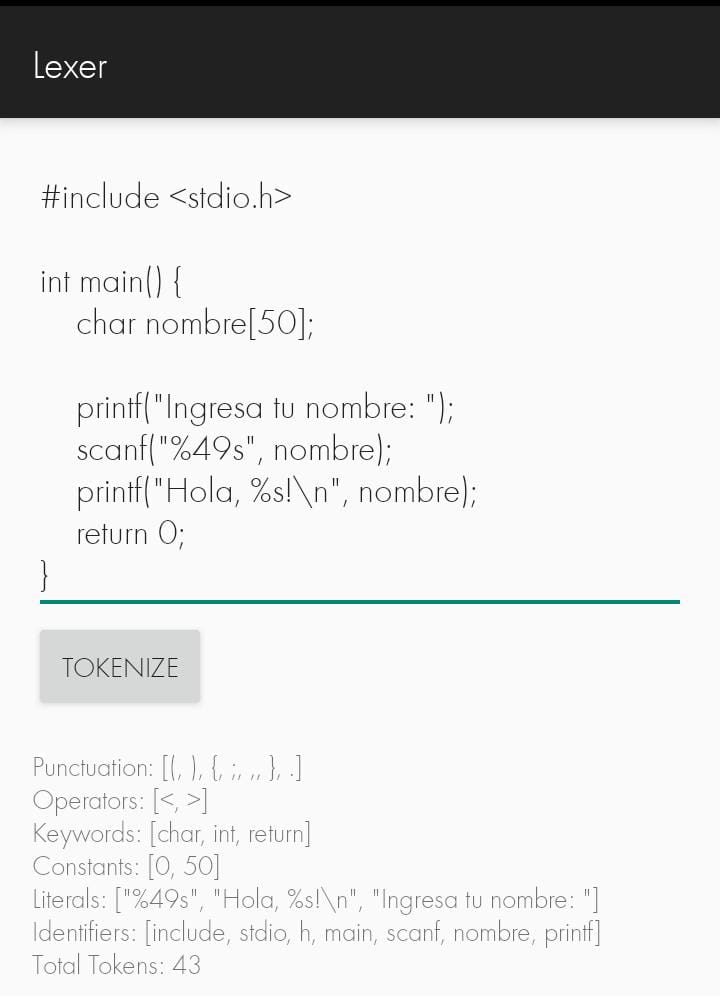 Lexer
#include <stdio.h>
int main() {
char nombre[50];
printf("Ingresa tu nombre: ");
scanf("%49s", nombre);
printf("Hola, %s!\n", nombre);
return 0;
}
TOKENIZE
Punctuation: [(, ), {, ;, ,, }, .]
Operators: [<, >]
Keywords: [char, int, return]
Constants: [0, 50]
Literals: ["%49s", "Hola, %s!\n", "Ingresa tu nombre: "]
Identifiers: [include, stdio, h, main, scanf, nombre, printf]
Total Tokens: 43